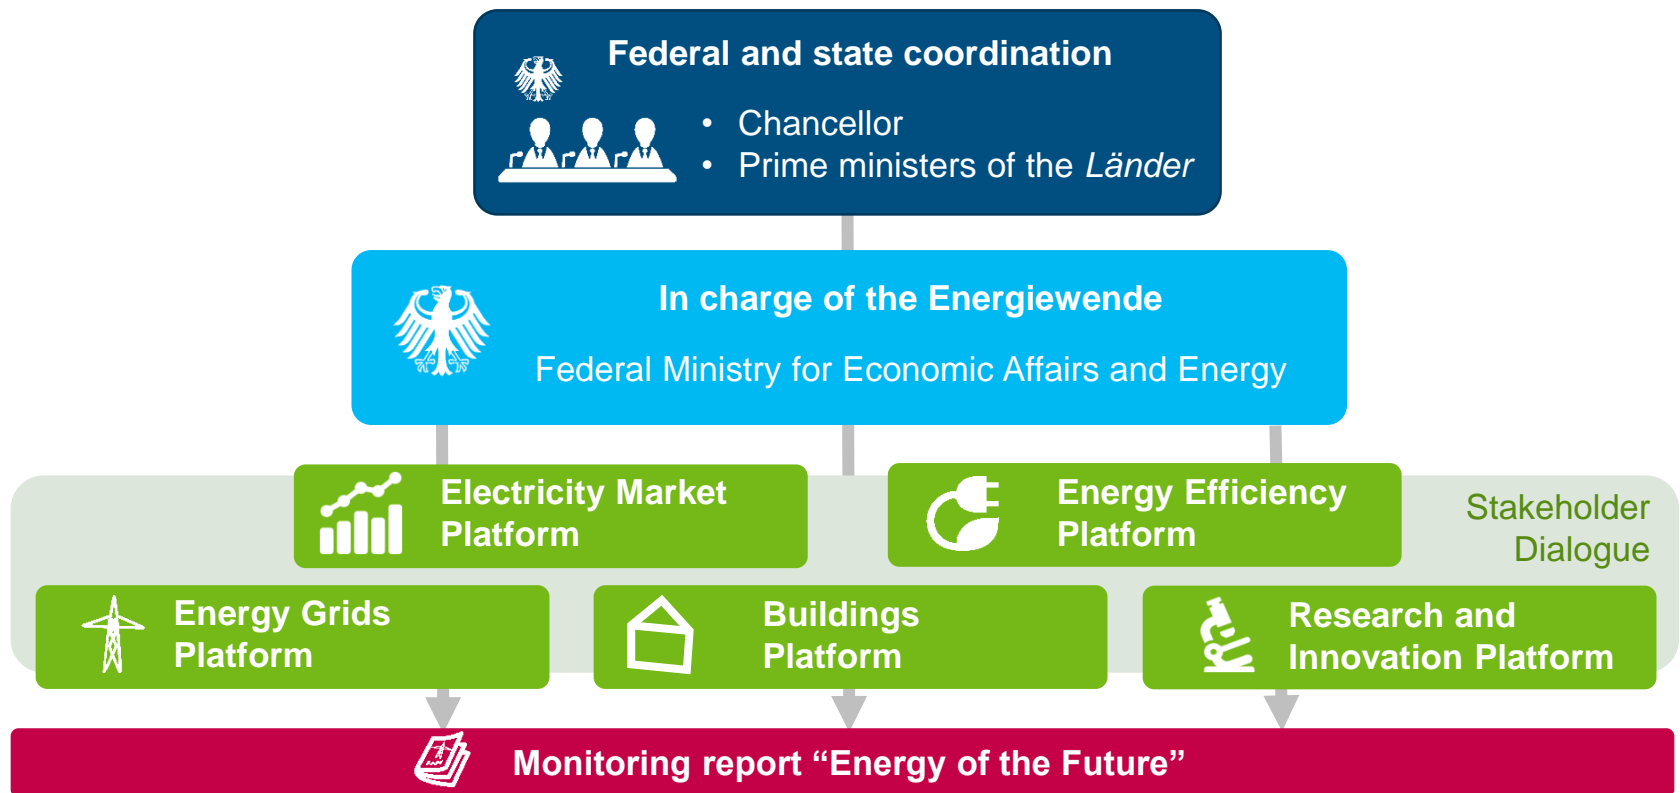 Federal and state coordination
• Chancellor
• Prime ministers of the Länder
In charge of the Energiewende
Federal Ministry for Economic Affairs and Energy
Electricity Market
Platform
Energy Efficiency
Platform
Stakeholder
Dialogue
Energy Grids
Platform
Buildings
Platform
Research and
Innovation Platform
Monitoring report “Energy of the Future”